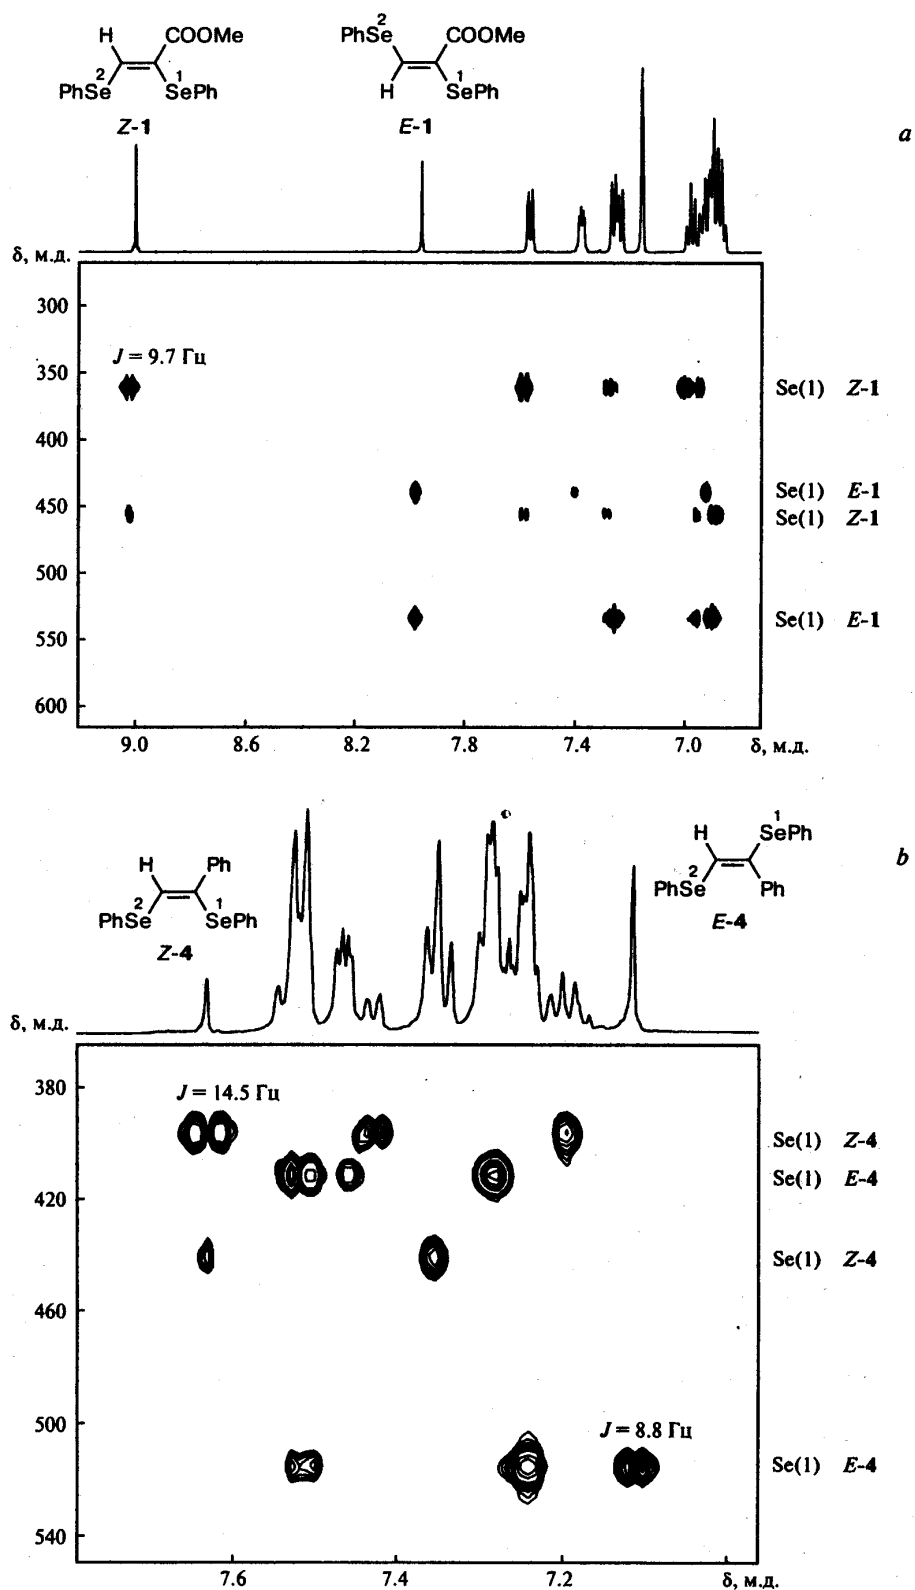 2
H COOMe PhSe COOMe
2 1 1
PhSe SePh H SePh
Z-1 E-1
a
δ, м.д.
300
J = 9.7 Гц
350 Se(1) Z-1
400
Se(1) E-1
450 Se(1) Z-1
500
550 Se(1) E-1
600
9.0 8.6 8.2 7.8 7.4 7.0 δ, м.д.
1
H SePh
H Ph b
2 1 2
PhSe SePh PhSe Ph
Z-4 E-4
δ, м.д.
380 J = 14.5 Гц
Se(1) Z-4
Se(1) E-4
420
Se(1) Z-4
460
500 J = 8.8 Гц
Se(1) E-4
540
7.6 7.4 7.2 δ, м.д.